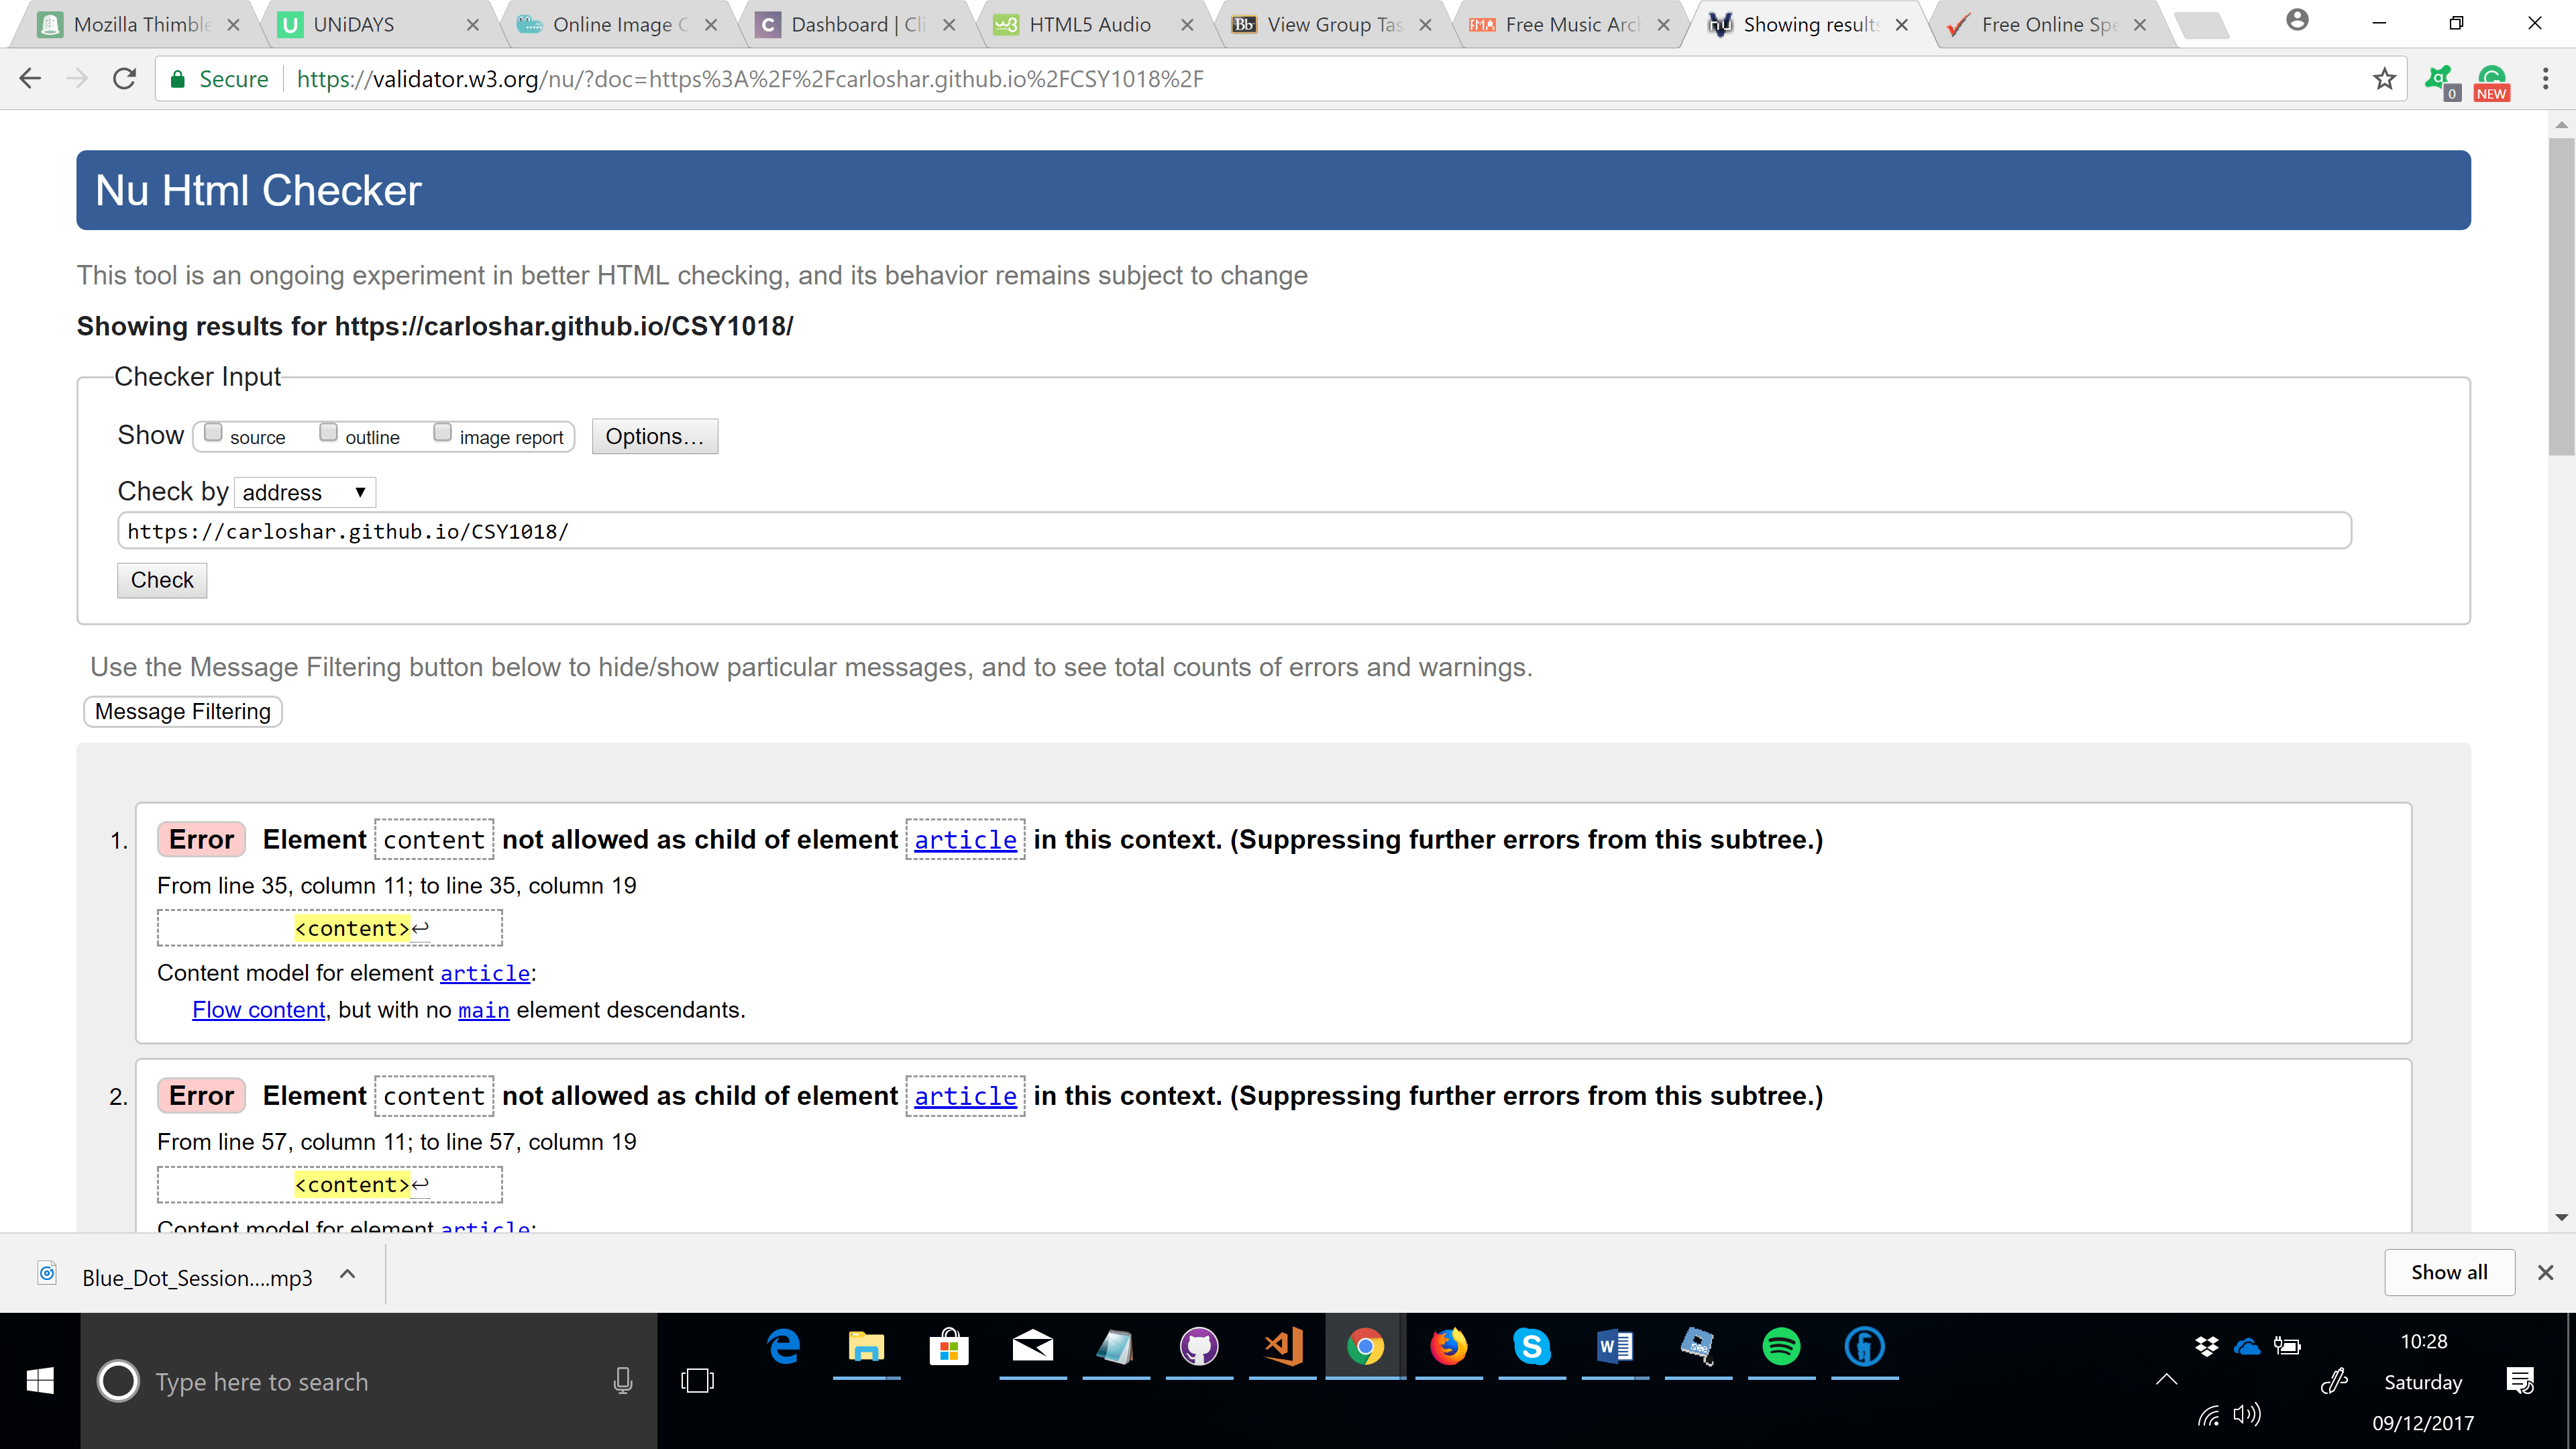 Mozilla Thimble
UNiDAYS
Online Image C
Dashboard | Cli
HTML5 Audio
View Group Tas
Free Music Arch
Showing results
Free Online Spe
Secure https://validator.w3.org/nu/?doc=https%3A%2F%2Fcarloshar.github.io%2FCSY1018%2F
0
NEW
Nu Html Checker
This tool is an ongoing experiment in better HTML checking, and its behavior remains subject to change
Showing results for https://carloshar.github.io/CSY1018/
Checker Input
Show source outline image report Options...
Check by address
https://carloshar.github.io/CSY1018/
Check
Use the Message Filtering button below to hide/show particular messages, and to see total counts of errors and warnings.
Message Filtering
1. Error Element content not allowed as child of element article in this context. (Suppressing further errors from this subtree.)
From line 35, column 11; to line 35, column 19
<content>↩
Content model for element article:
Flow content, but with no main element descendants.
2. Error Element content not allowed as child of element article in this context. (Suppressing further errors from this subtree.)
From line 57, column 11; to line 57, column 19
<content>↩
Content model for element article:
Blue_Dot_Session....mp3
Show all
Type here to search
10:28
Saturday
09/12/2017